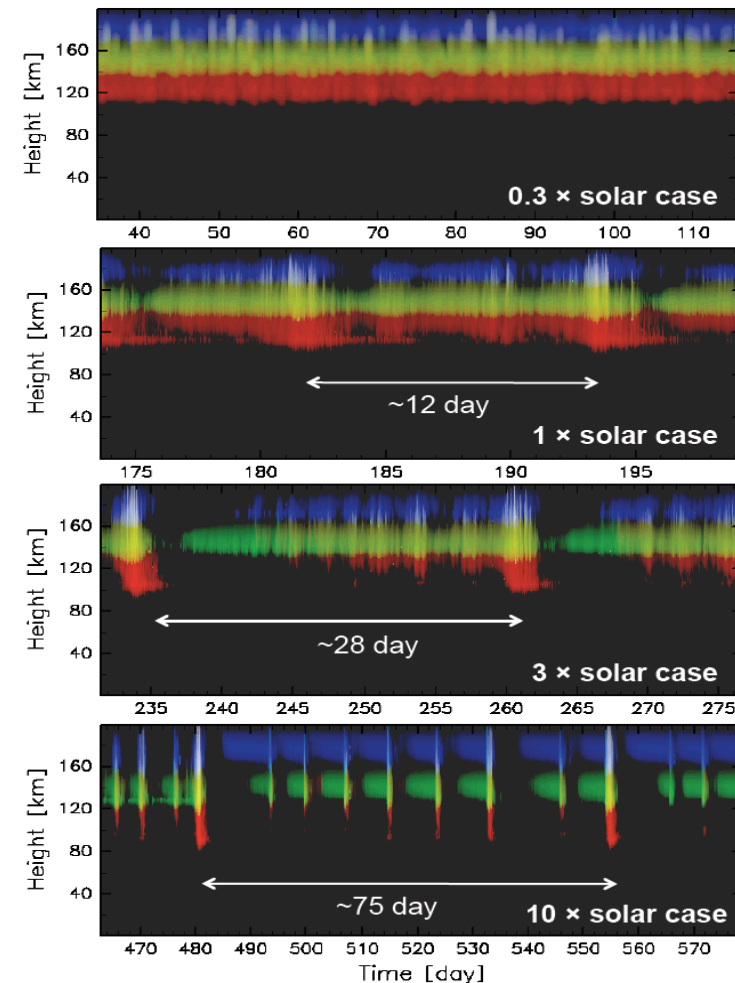 Height [km]
160
120
80
40
0.3 × solar case
40 50 60 70 80 90 100 110
Height [km]
160
120
80
40
~12 day
1 × solar case
175 180 185 190 195
Height [km]
160
120
80
40
~28 day
3 × solar case
235 240 245 250 255 260 265 270 275
Height [km]
160
120
80
40
~75 day
10 × solar case
470 480 490 500 510 520 530 540 550 560 570
Time [day]